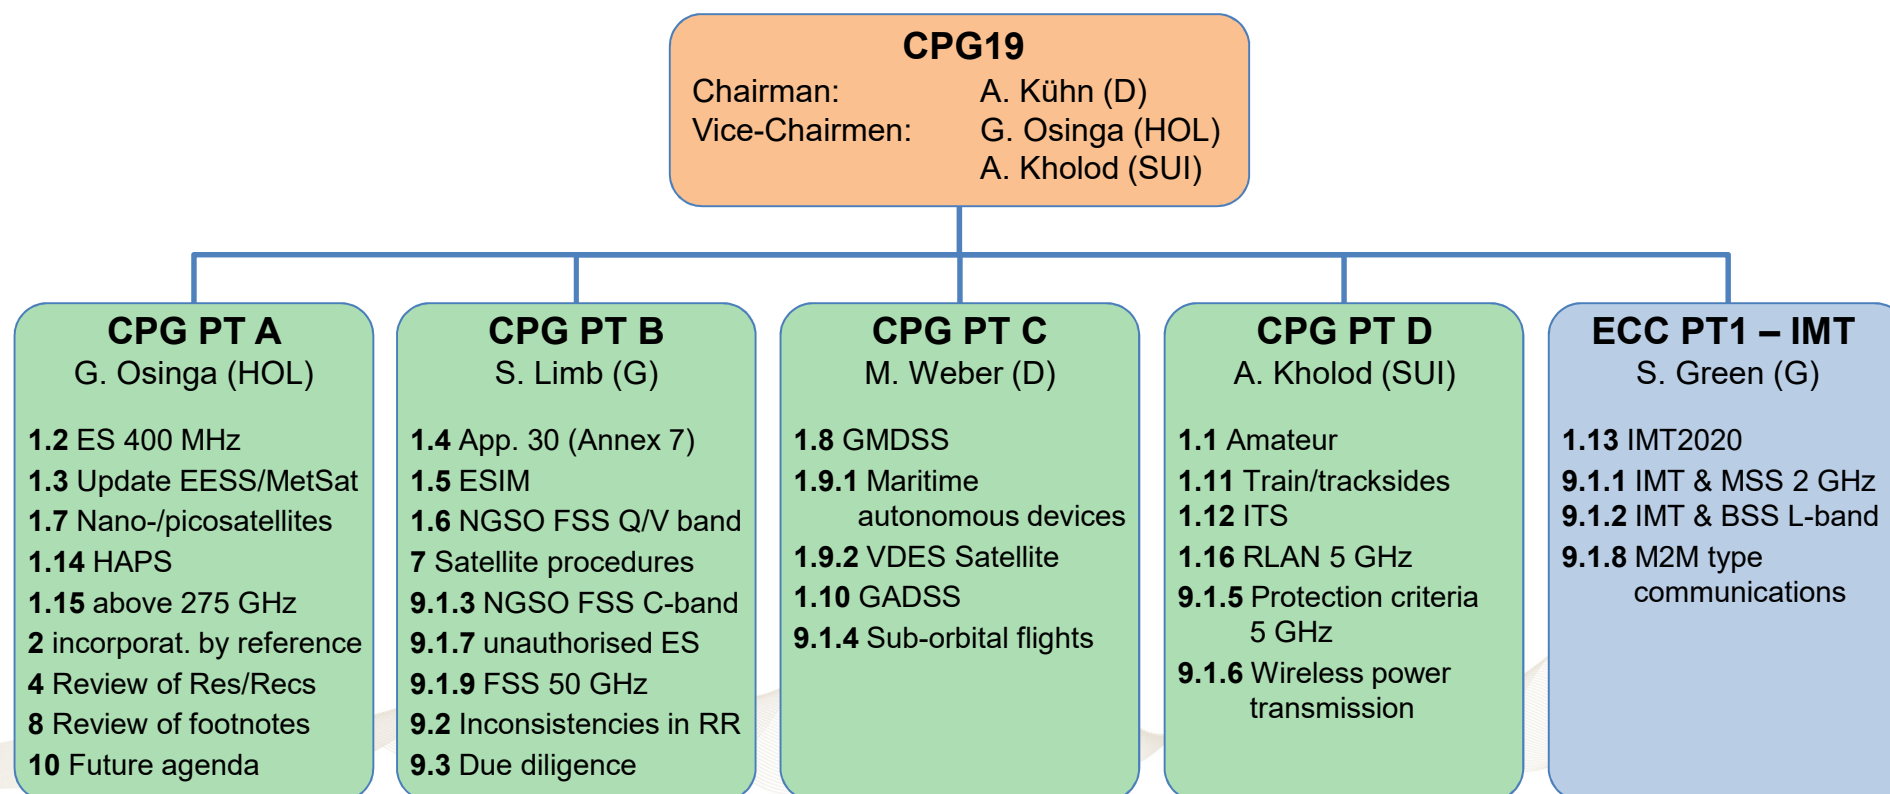 CPG19
Chairman: A. Kühn (D)
Vice-Chairmen: G. Osinga (HOL)
A. Kholod (SUI)
CPG PT A
G. Osinga (HOL)
1.2 ES 400 MHz
1.3 Update EESS/MetSat
1.7 Nano-/picosatellites
1.14 HAPS
1.15 above 275 GHz
2 incorporat. by reference
4 Review of Res/Recs
8 Review of footnotes
10 Future agenda
CPG PT B
S. Limb (G)
1.4 App. 30 (Annex 7)
1.5 ESIM
1.6 NGSO FSS Q/V band
7 Satellite procedures
9.1.3 NGSO FSS C-band
9.1.7 unauthorised ES
9.1.9 FSS 50 GHz
9.2 Inconsistencies in RR
9.3 Due diligence
CPG PT C
M. Weber (D)
1.8 GMDSS
1.9.1 Maritime
autonomous devices
1.9.2 VDES Satellite
1.10 GADSS
9.1.4 Sub-orbital flights
CPG PT D
A. Kholod (SUI)
1.1 Amateur
1.11 Train/tracksides
1.12 ITS
1.16 RLAN 5 GHz
9.1.5 Protection criteria
5 GHz
9.1.6 Wireless power
transmission
ECC PT1 – IMT
S. Green (G)
1.13 IMT2020
9.1.1 IMT & MSS 2 GHz
9.1.2 IMT & BSS L-band
9.1.8 M2M type
communications